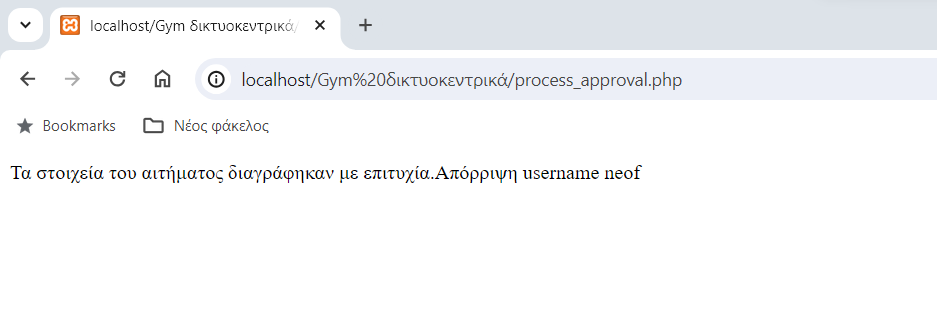 localhost/Gym δικτυοκεντρικά/
localhost/Gym%20δικτυοκεντρικά/process_approval.php
Bookmarks Νέος φάκελος
Τα στοιχεία του αιτήματος διαγράφηκαν με επιτυχία.Απόρριψη username neof